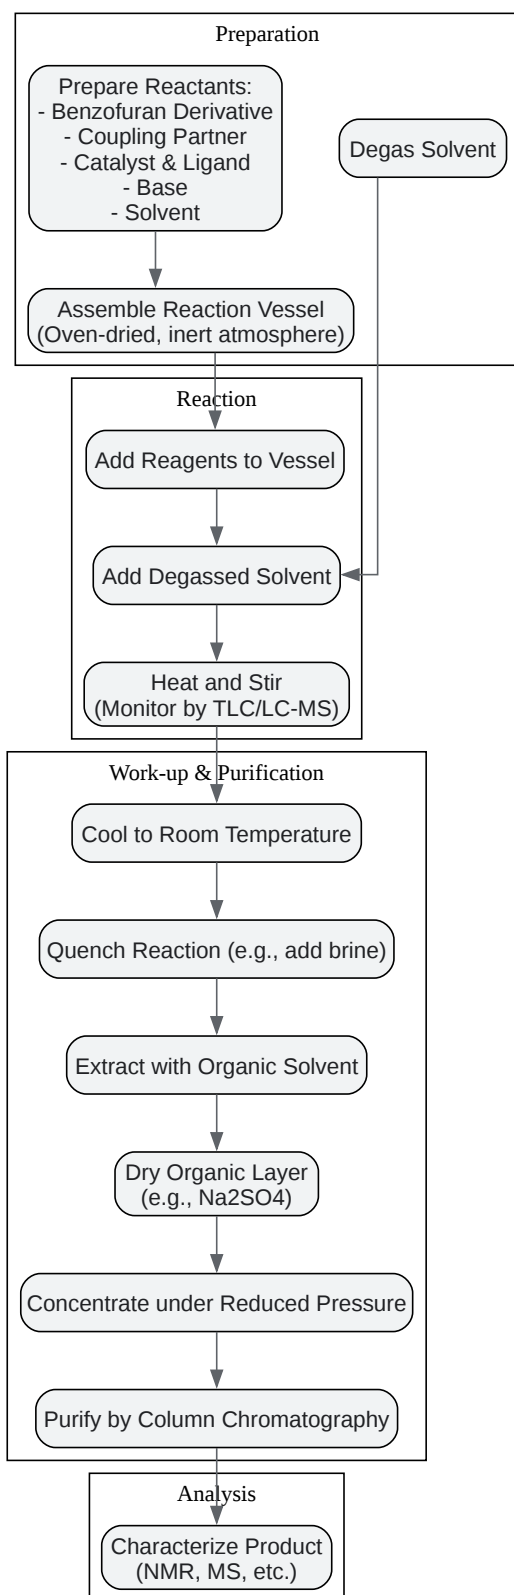 Preparation
Prepare Reactants:
- Benzofuran Derivative
- Coupling Partner
- Catalyst & Ligand
- Base
- Solvent
Degas Solvent
Assemble Reaction Vessel
(Oven-dried, inert atmosphere)
Reaction
Add Reagents to Vessel
Add Degassed Solvent
Heat and Stir
(Monitor by TLC/LC-MS)
Work-up & Purification
Cool to Room Temperature
Quench Reaction (e.g., add brine)
Extract with Organic Solvent
Dry Organic Layer
(e.g., Na2SO4)
Concentrate under Reduced Pressure
Purify by Column Chromatography
Analysis
Characterize Product
(NMR, MS, etc.)